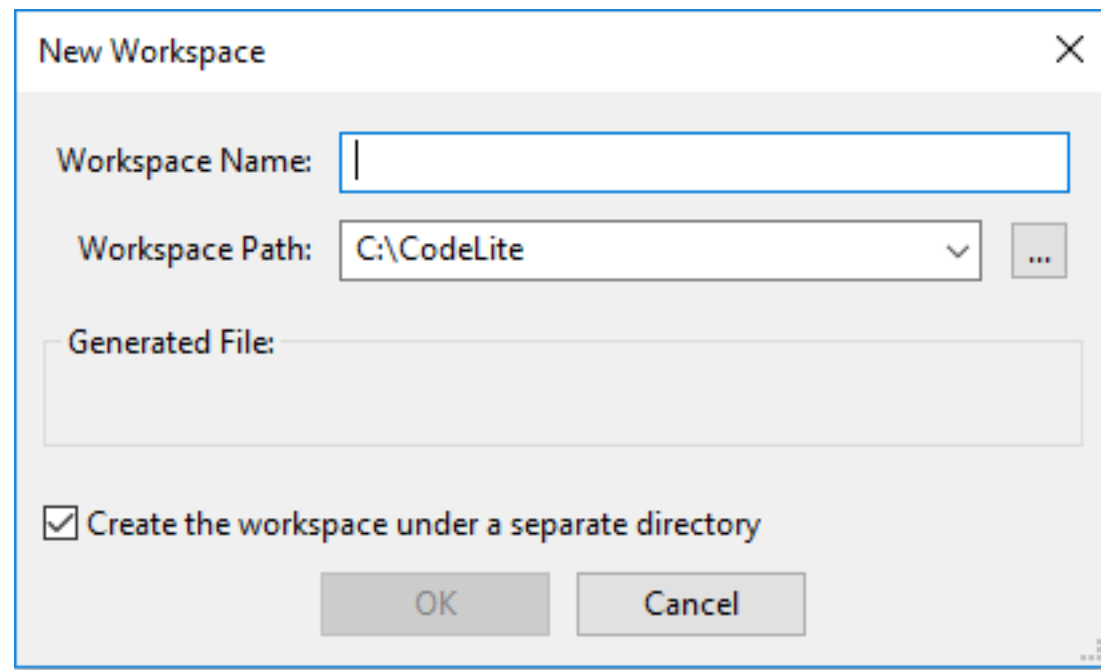 New Workspace
Workspace Name:
Workspace Path: C:\CodeLite ...
Generated File:
Create the workspace under a separate directory
OK Cancel